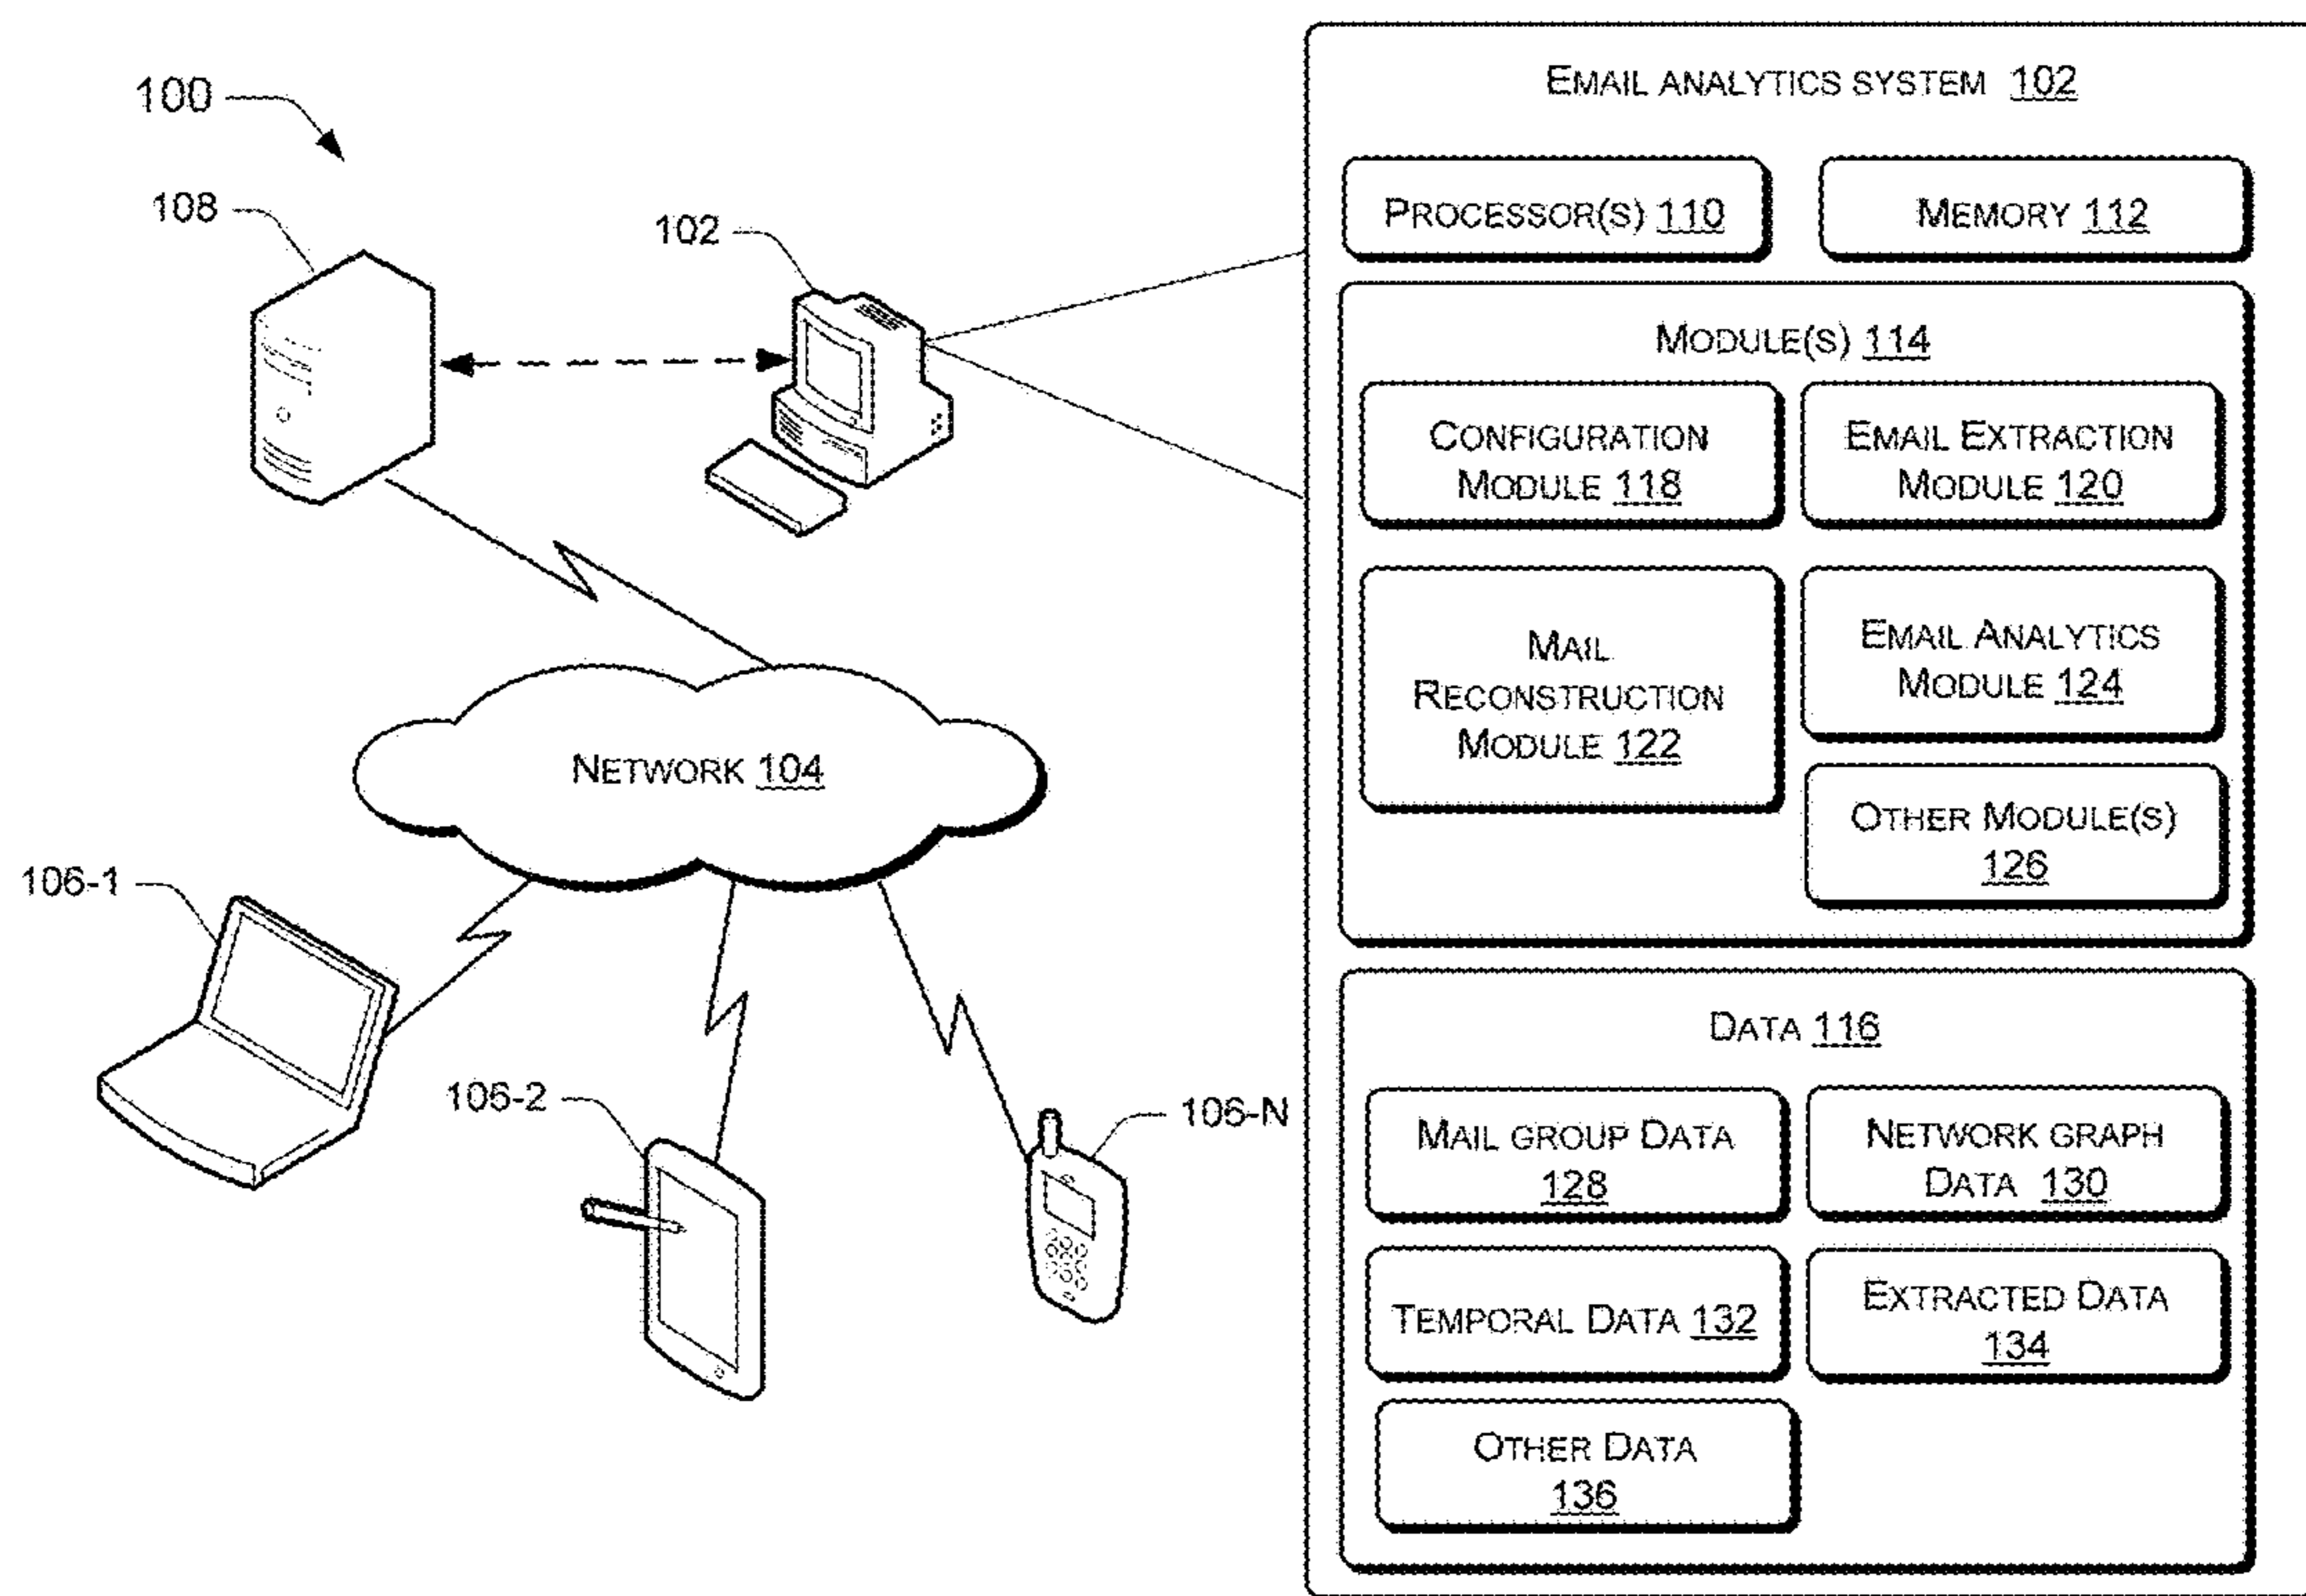 100
108
102
NETWORK 104
106-1
106-2
106-N
EMAIL ANALYTICS SYSTEM 102
PROCESSOR(S) 110
MEMORY 112
MODULE(S) 114
CONFIGURATION
MODULE 118
EMAIL EXTRACTION
MODULE 120
MAIL
RECONSTRUCTION
MODULE 122
EMAIL ANALYTICS
MODULE 124
OTHER MODULE(S)
126
DATA 116
MAIL GROUP DATA
128
NETWORK GRAPH
DATA 130
TEMPORAL DATA 132
EXTRACTED DATA
134
OTHER DATA
136